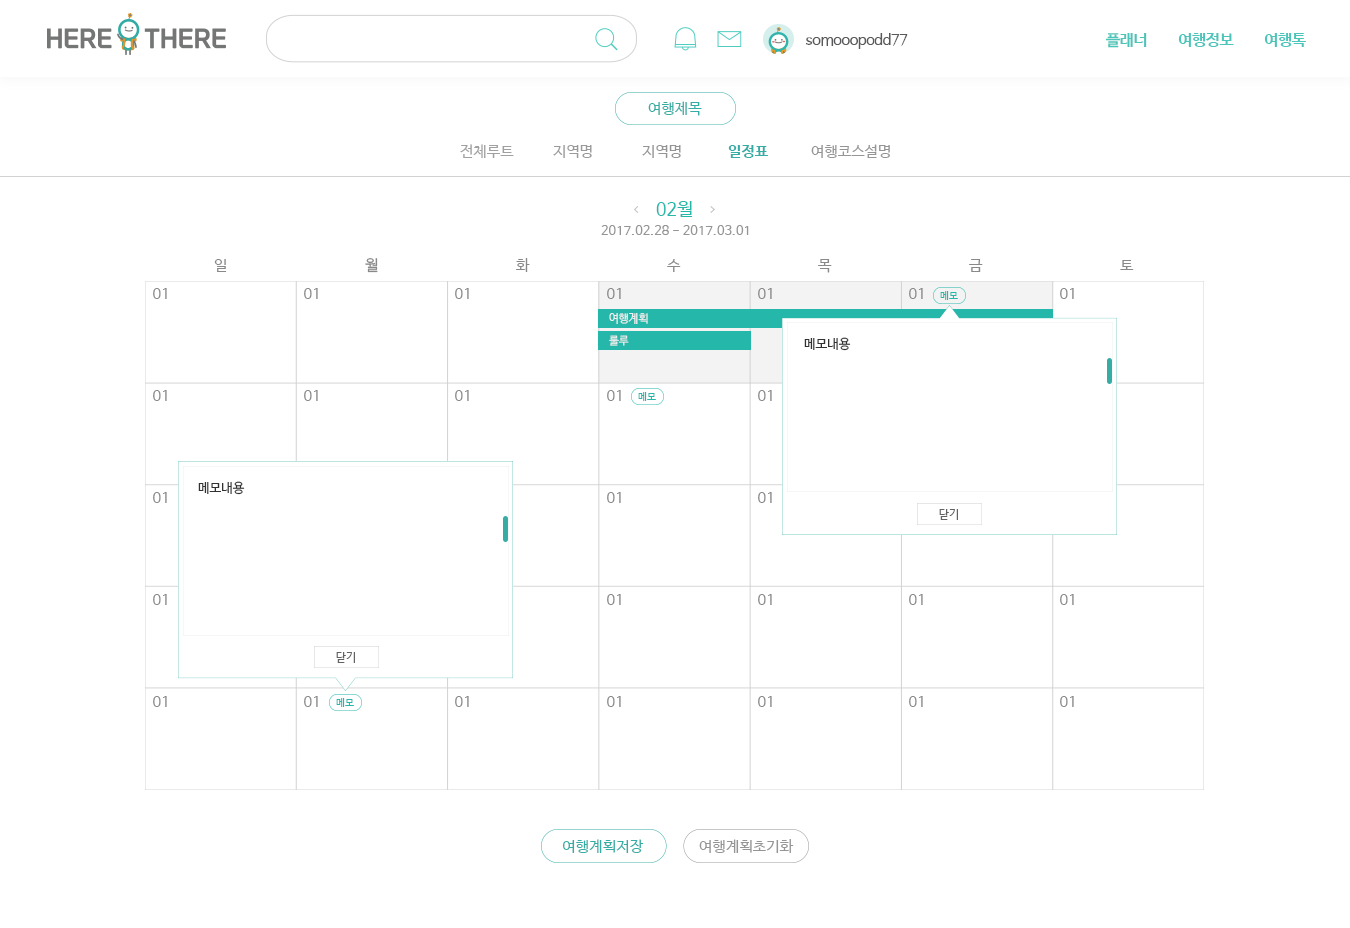 HERE THERE
somooopodd77
플래너 여행정보 여행톡
여행제목
전체루트 지역명 지역명 일정표 여행코스설명
02월
2017.02.28 - 2017.03.01
일 월 화 수 목 금 토
01 01 01 01 01 01 메모 01
여행계획
룰루
메모내용
01 01 01 01 메모 01
메모내용
01 01 01
닫기
01 01 01 01 01
닫기
01 01 메모 01 01 01 01 01
여행계획저장 여행계획초기화